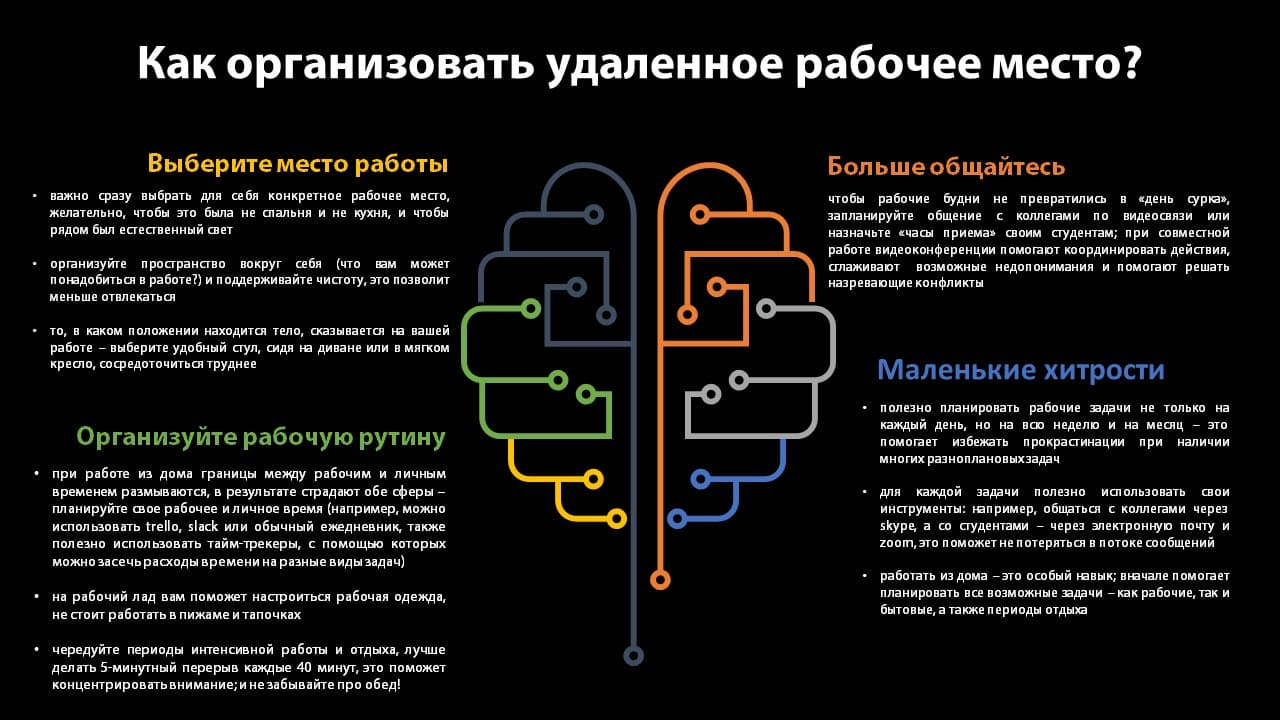 Как организовать удаленное рабочее место?
Выберите место работы
• важно сразу выбрать для себя конкретное рабочее место,
желательно, чтобы это была не спальня и не кухня, и чтобы
рядом был естественный свет
• организуйте пространство вокруг себя (что вам может
понадобиться в работе?) и поддерживайте чистоту, это позволит
меньше отвлекаться
• то, в каком положении находится тело, сказывается на вашей
работе – выберите удобный стул, сидя на диване или в мягком
кресло, сосредоточиться труднее
Организуйте рабочую рутину
• при работе из дома границы между рабочим и личным
временем размываются, в результате страдают обе сферы –
планируйте свое рабочее и личное время (например, можно
использовать trello, slack или обычный ежедневник, также
полезно использовать тайм-трекеры, с помощью которых
можно засечь расходы времени на разные виды задач)
• на рабочий лад вам поможет настроиться рабочая одежда,
не стоит работать в пижаме и тапочках
• чередуйте периоды интенсивной работы и отдыха, лучше
делать 5-минутный перерыв каждые 40 минут, это поможет
концентрировать внимание; и не забывайте про обед!
Больше общайтесь
чтобы рабочие будни не превратились в «день сурка»,
запланируйте общение с коллегами по видеосвязи или
назначьте «часы приема» своим студентам; при совместной
работе видеоконференции помогают координировать действия,
сглаживают возможные недопонимания и помогают решать
назревающие конфликты
Маленькие хитрости
• полезно планировать рабочие задачи не только на
каждый день, но на всю неделю и на месяц – это
помогает избежать прокрастинации при наличии
многих разноплановых задач
• для каждой задачи полезно использовать свои
инструменты: например, общаться с коллегами через
skype, а со студентами – через электронную почту и
zoom, это поможет не потеряться в потоке сообщений
• работать из дома – это особый навык; вначале помогает
планировать все возможные задачи – как рабочие, так и
бытовые, а также периоды отдыха